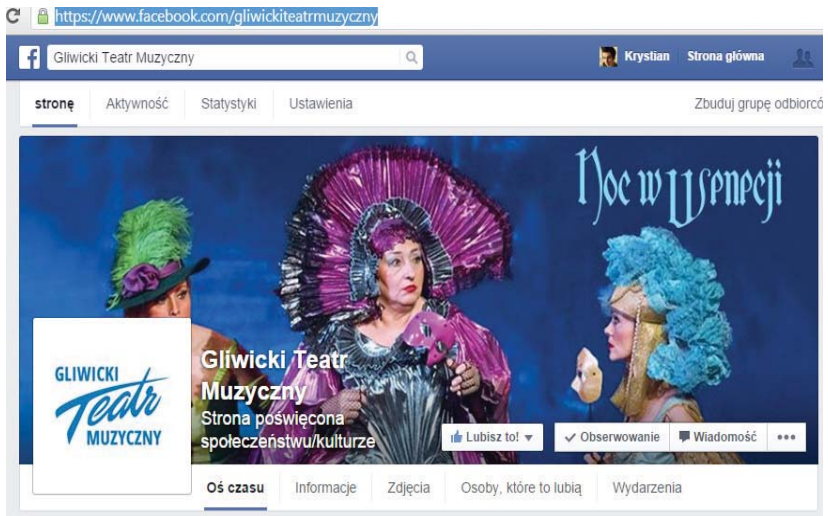 https://www.facebook.com/gliwickiteatrmuzyczny
f Gliwicki Teatr Muzyczny Krystian Strona główna
stronę Aktywność Statystyki Ustawienia Zbuduj grupę odbiorcó
Noc w Wenecji
GLIWICKI
Teatr
MUZYCZNY
Gliwicki Teatr
Muzyczny
Strona poświęcona
społeczeństwu/kulturze
Lubisz to! Obserwowanie Wiadomość
Oś czasu Informacje Zdjęcia Osoby, które to lubią Wydarzenia